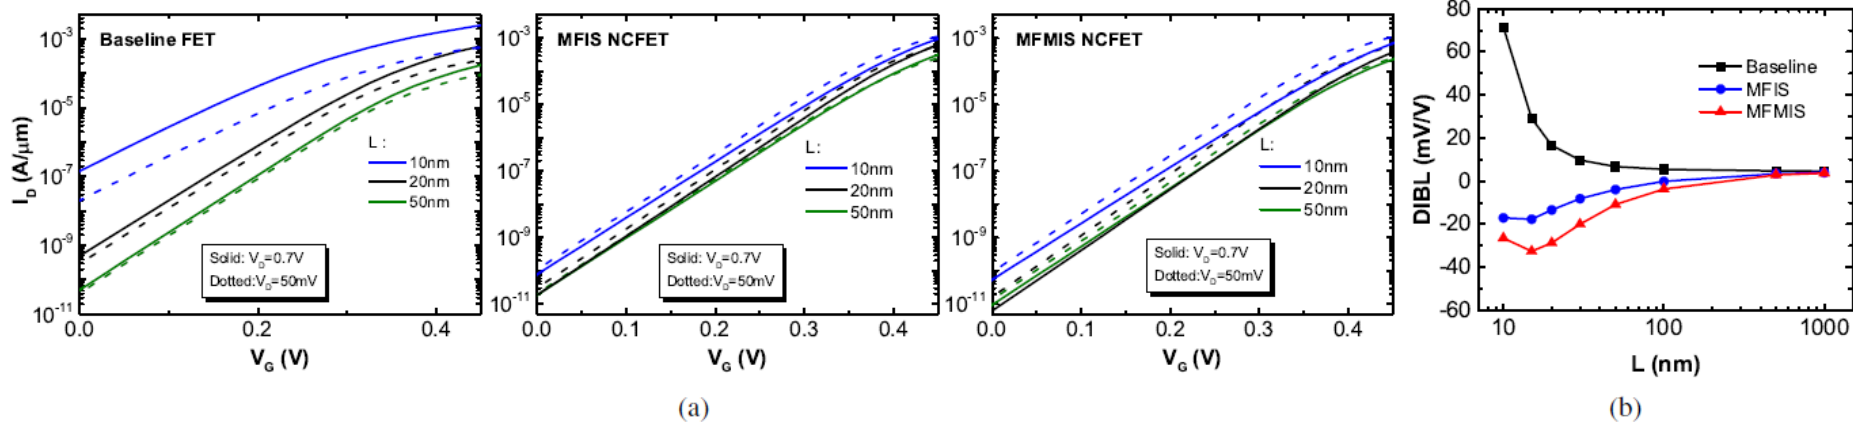 Baseline FET
I_D (A/μm)
10^-3
10^-5
10^-7
10^-9
10^-11
L :
10nm
20nm
50nm
Solid: V_D=0.7V
Dotted:V_D=50mV
0.0
0.2
0.4
V_G (V)
MFIS NCFET
10^-3
10^-5
10^-7
10^-9
10^-11
L:
10nm
20nm
50nm
Solid: V_D=0.7V
Dotted:V_D=50mV
0.0
0.1
0.2
0.3
0.4
V_G (V)
MFMIS NCFET
10^-3
10^-5
10^-7
10^-9
10^-11
L:
10nm
20nm
50nm
Solid: V_D=0.7V
Dotted:V_D=50mV
0.0
0.1
0.2
0.3
0.4
V_G (V)
(a)
DIBL (mV/V)
80
60
40
20
0
-20
-40
-60
Baseline
MFIS
MFMIS
10
100
1000
L (nm)
(b)